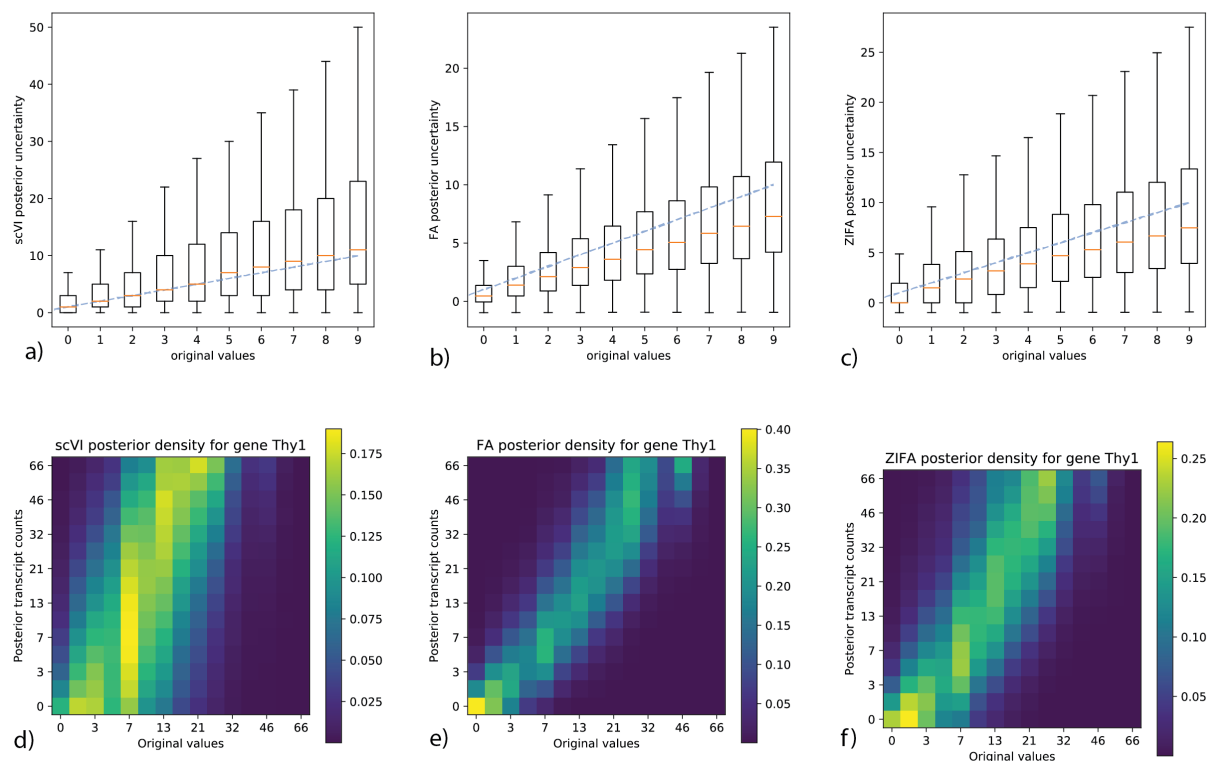 50
40
30
20
10
0
scVI posterior uncertainty
0 1 2 3 4 5 6 7 8 9
original values
a)
20
15
10
5
0
FA posterior uncertainty
0 1 2 3 4 5 6 7 8 9
original values
b)
25
20
15
10
5
0
ZIFA posterior uncertainty
0 1 2 3 4 5 6 7 8 9
original values
c)
scVI posterior density for gene Thy1
66
46
32
21
13
7
3
0
Posterior transcript counts
0 3 7 13 21 32 46 66
Original values
0.175
0.150
0.125
0.100
0.075
0.050
0.025
d)
FA posterior density for gene Thy1
66
46
32
21
13
7
3
0
Posterior transcript counts
0 3 7 13 21 32 46 66
Original values
0.40
0.35
0.30
0.25
0.20
0.15
0.10
0.05
e)
ZIFA posterior density for gene Thy1
66
46
32
21
13
7
3
0
Posterior transcript counts
0 3 7 13 21 32 46 66
Original values
0.25
0.20
0.15
0.10
0.05
f)